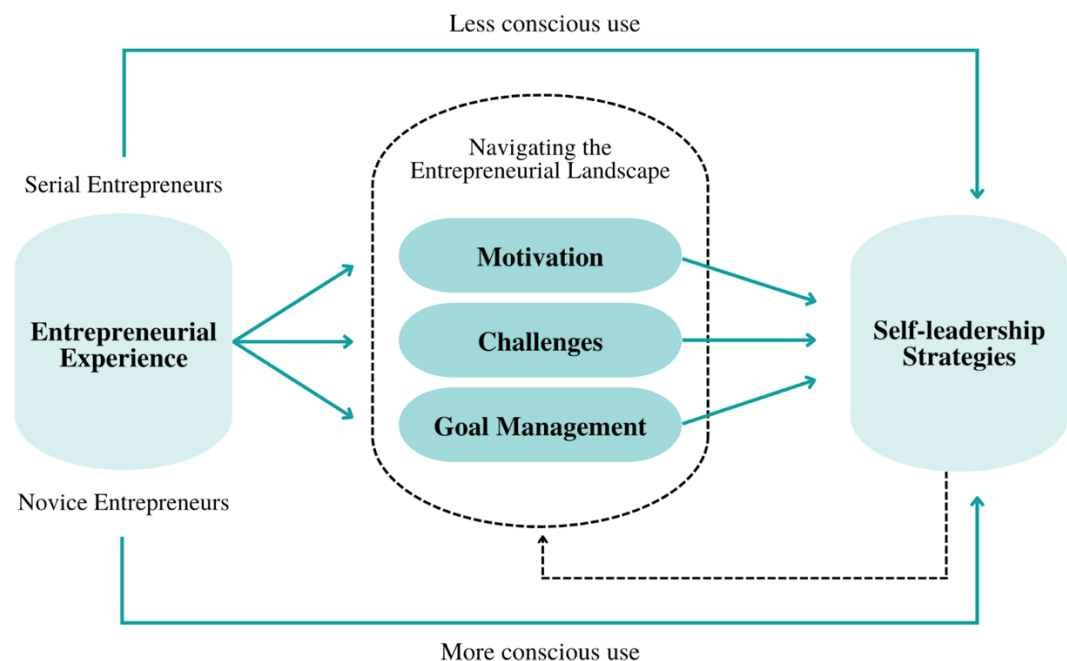 Less conscious use
Navigating the
Entrepreneurial Landscape
Serial Entrepreneurs
Motivation
Entrepreneurial
Experience
Challenges
Self-leadership
Strategies
Goal Management
Novice Entrepreneurs
More conscious use